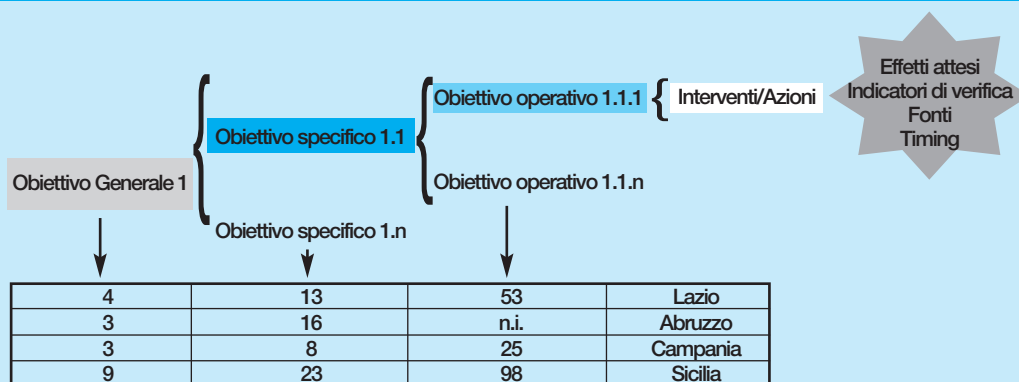 Effetti attesi
Indicatori di verifica
Fonti
Timing
Obiettivo operativo 1.1.1 { Interventi/Azioni
Obiettivo specifico 1.1
Obiettivo Generale 1
Obiettivo operativo 1.1.n
Obiettivo specifico 1.n
4 13 53 Lazio
3 16 n.i. Abruzzo
3 8 25 Campania
9 23 98 Sicilia